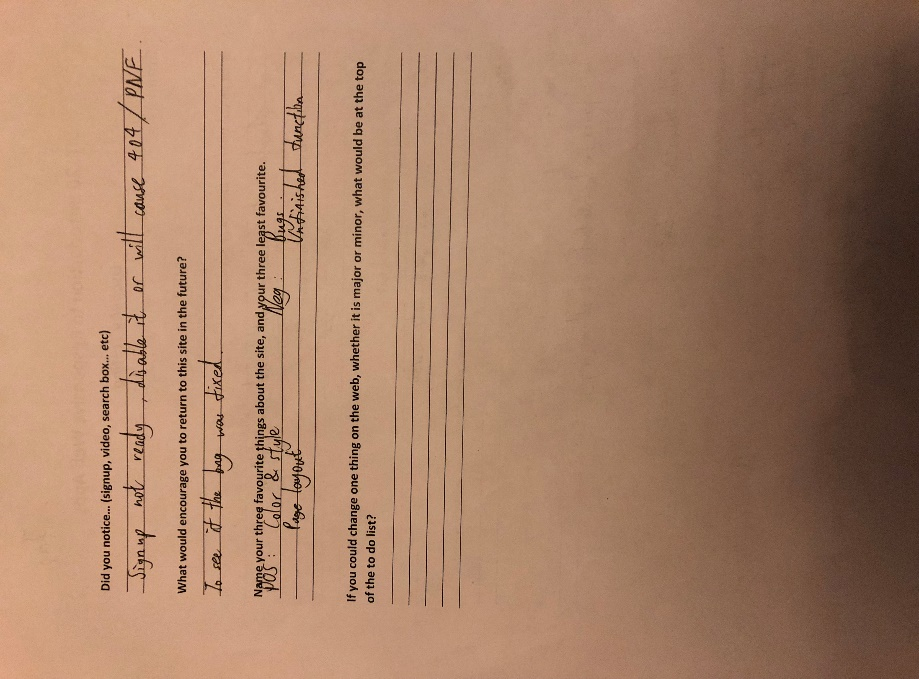 Did you notice... (signup, video, search box... etc)
Signup not ready, disable it or will cause 404/PNF.
What would encourage you to return to this site in the future?
To see if the bug was fixed.
Name your three favourite things about the site, and your three least favourite.
POS: Color & style Neg: Bugs.
Page layout Unfinished function
If you could change one thing on the web, whether it is major or minor, what would be at the top
of the to do list?